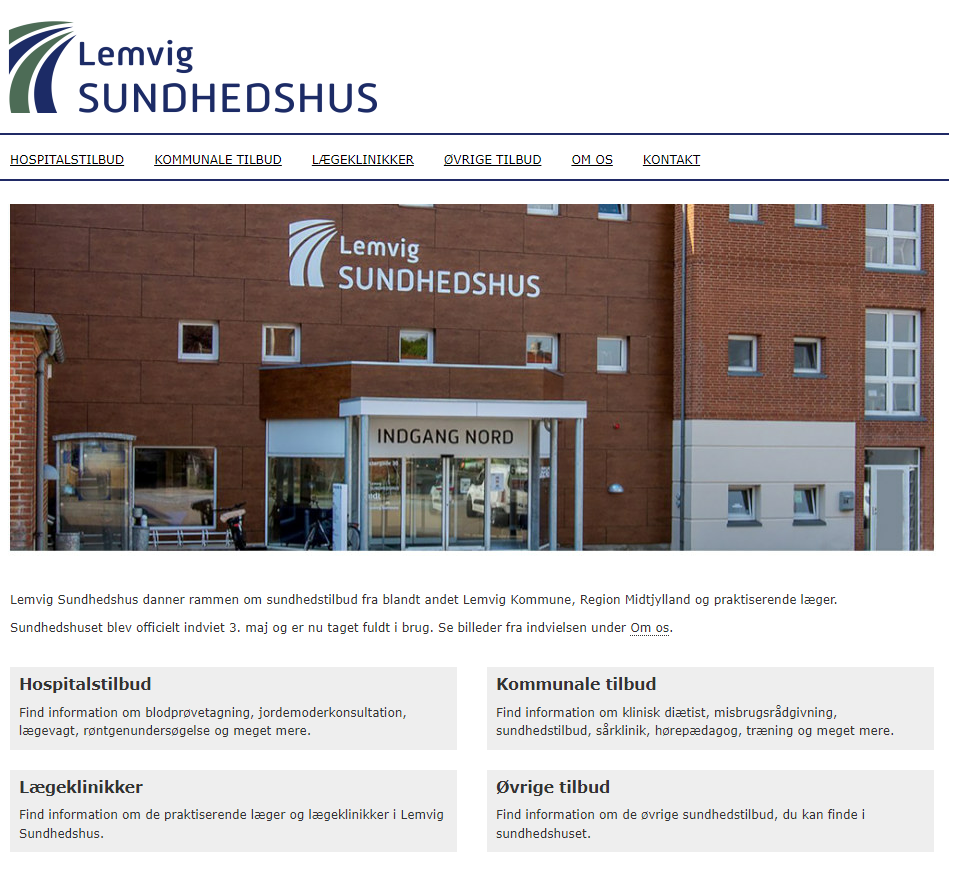 Lemvig
SUNDHEDSHUS
HOSPITALSTILBUD KOMMUNALE TILBUD LÆGEKLINIKKER ØVRIGE TILBUD OM OS KONTAKT
Lemvig
SUNDHEDSHUS
INDGANG NORD
Lemvig Sundhedshus danner rammen om sundhedstilbud fra blandt andet Lemvig Kommune, Region Midtjylland og praktiserende læger.
Sundhedshuset blev officielt indviet 3. maj og er nu taget fuldt i brug. Se billeder fra indvielsen under Om os.
Hospitalstilbud
Find information om blodprøvetagning, jordemoderkonsultation,
lægevagt, røntgenundersøgelse og meget mere.
Kommunale tilbud
Find information om klinisk diætist, misbrugsrådgivning,
sundhedstilbud, sårklinik, hørepædagog, træning og meget mere.
Lægeklinikker
Find information om de praktiserende læger og lægeklinikker i Lemvig
Sundhedshus.
Øvrige tilbud
Find information om de øvrige sundhedstilbud, du kan finde i
sundhedshuset.